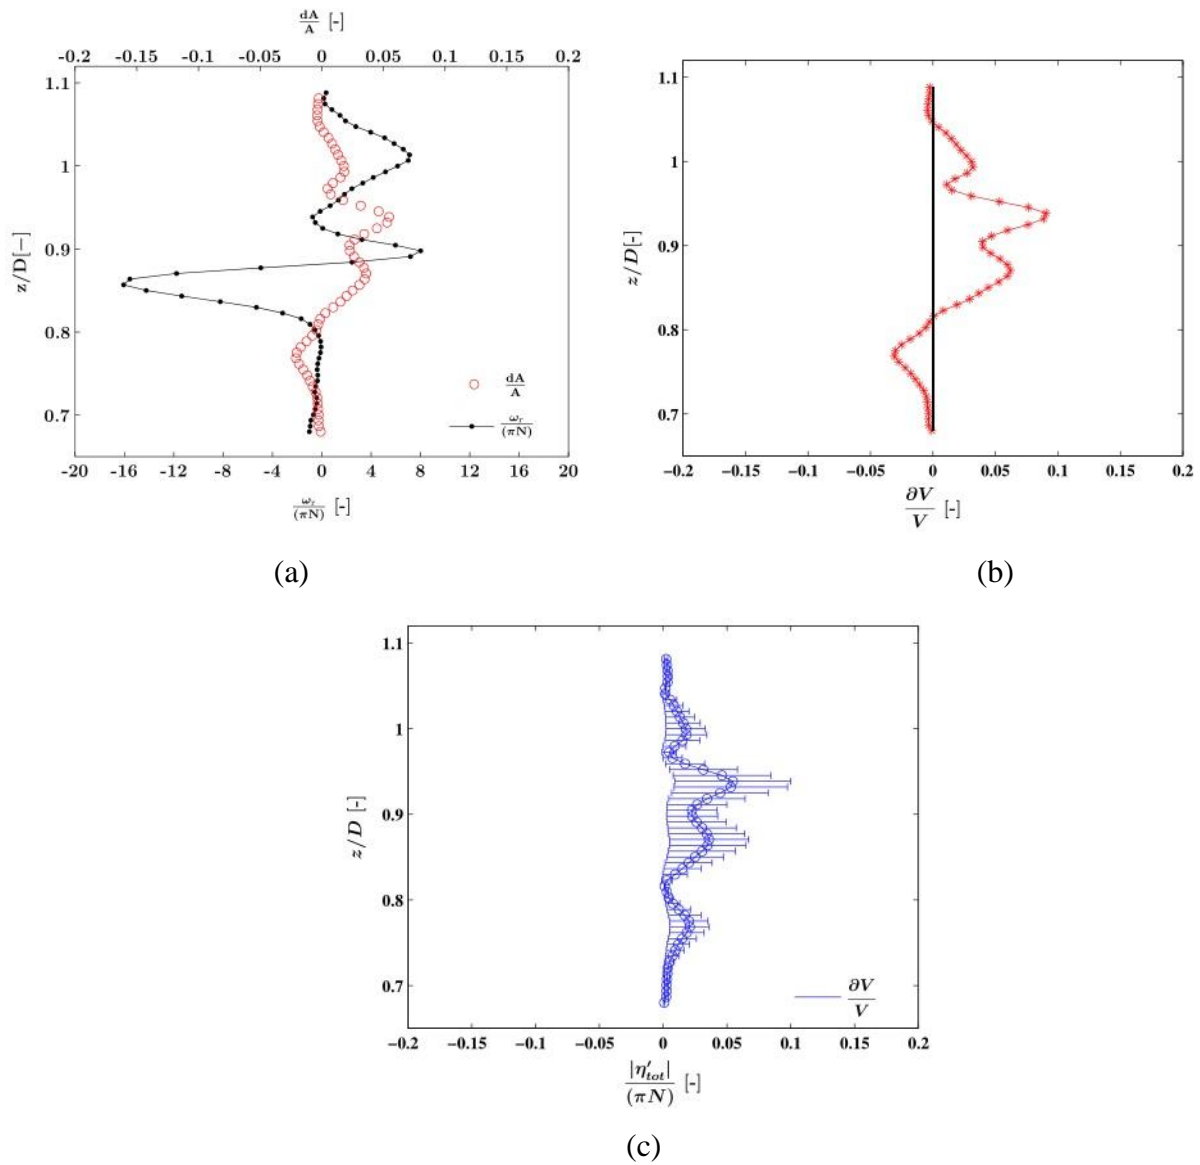 dA/A [-]
-0.2 -0.15 -0.1 -0.05 0 0.05 0.1 0.15 0.2
1.1
1
0.9
0.8
0.7
z/D[−]
dA/A
ω_r/(πN)
-20 -16 -12 -8 -4 0 4 8 12 16 20
ω_r/(πN) [-]
(a)
1.1
1
0.9
0.8
0.7
z/D[-]
−0.2 −0.15 −0.1 −0.05 0 0.05 0.1 0.15 0.2
∂V/V [-]
(b)
1.1
1
0.9
0.8
0.7
z/D [-]
∂V/V
−0.2 −0.15 −0.1 −0.05 0 0.05 0.1 0.15 0.2
|η′_tot|/(πN) [-]
(c)